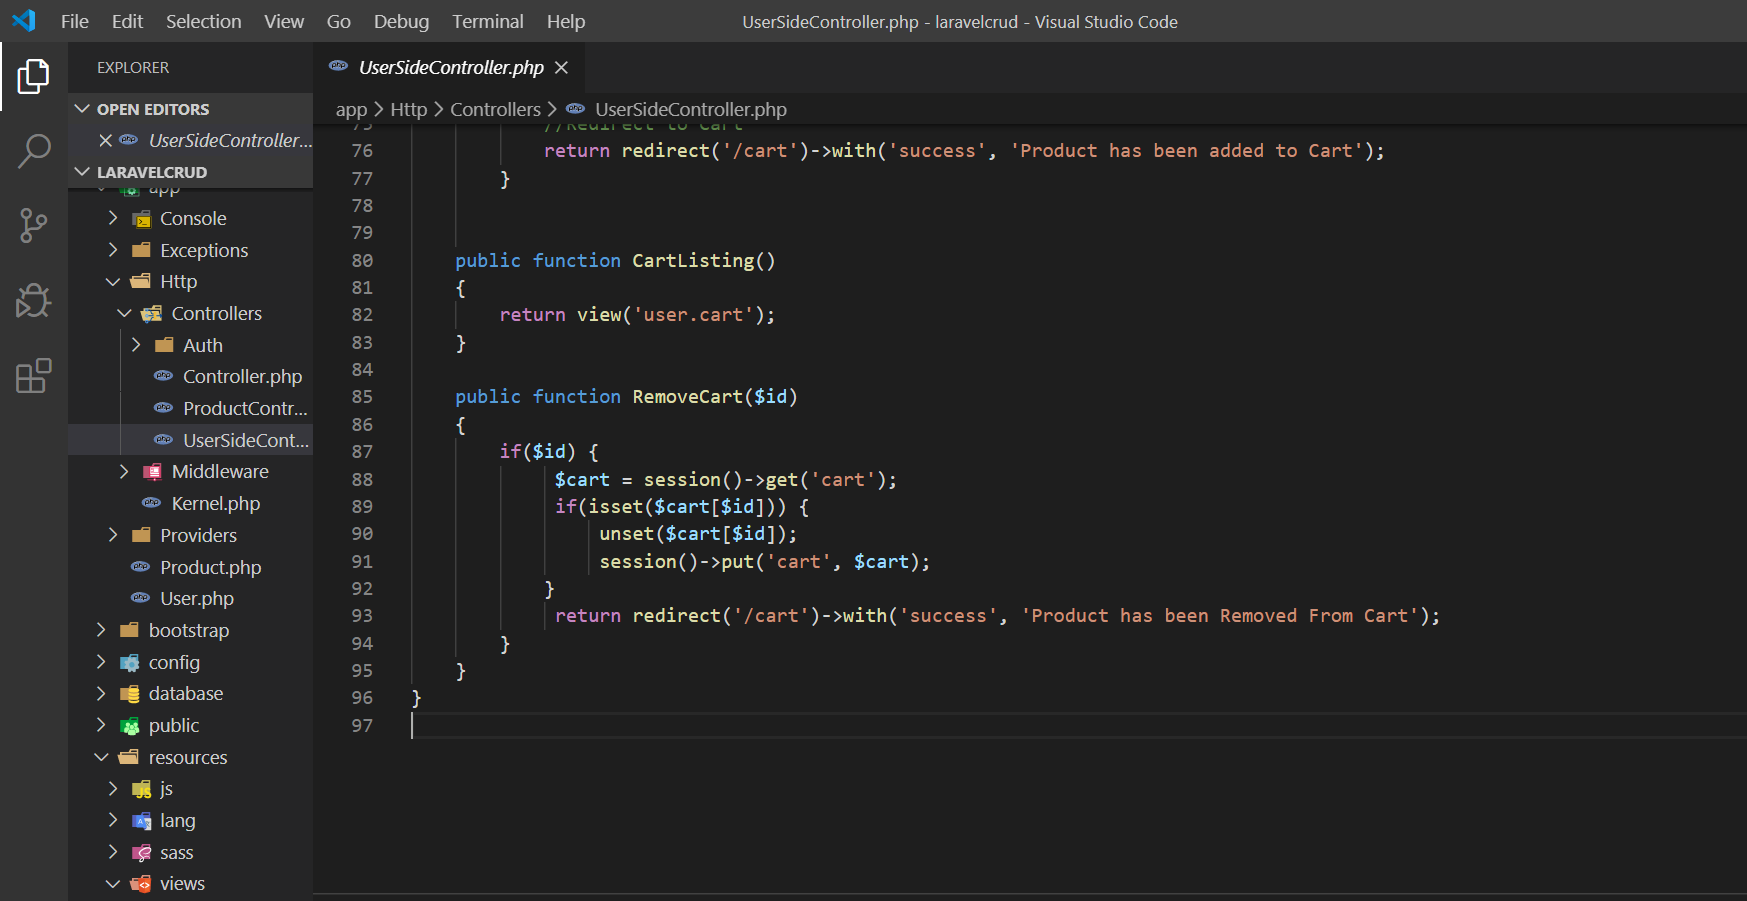 File Edit Selection View Go Debug Terminal Help
UserSideController.php - laravelcrud - Visual Studio Code
EXPLORER
OPEN EDITORS
UserSideController...
LARAVELCRUD
app
Console
Exceptions
Http
Controllers
Auth
Controller.php
ProductContr...
UserSideCont...
Middleware
Kernel.php
Providers
Product.php
User.php
bootstrap
config
database
public
resources
js
lang
sass
views
UserSideController.php
app > Http > Controllers > UserSideController.php
75 //Redirect to Cart
76 return redirect('/cart')->with('success', 'Product has been added to Cart');
77 }
78
79
80 public function CartListing()
81 {
82 return view('user.cart');
83 }
84
85 public function RemoveCart($id)
86 {
87 if($id) {
88 $cart = session()->get('cart');
89 if(isset($cart[$id])) {
90 unset($cart[$id]);
91 session()->put('cart', $cart);
92 }
93 return redirect('/cart')->with('success', 'Product has been Removed From Cart');
94 }
95 }
96 }
97